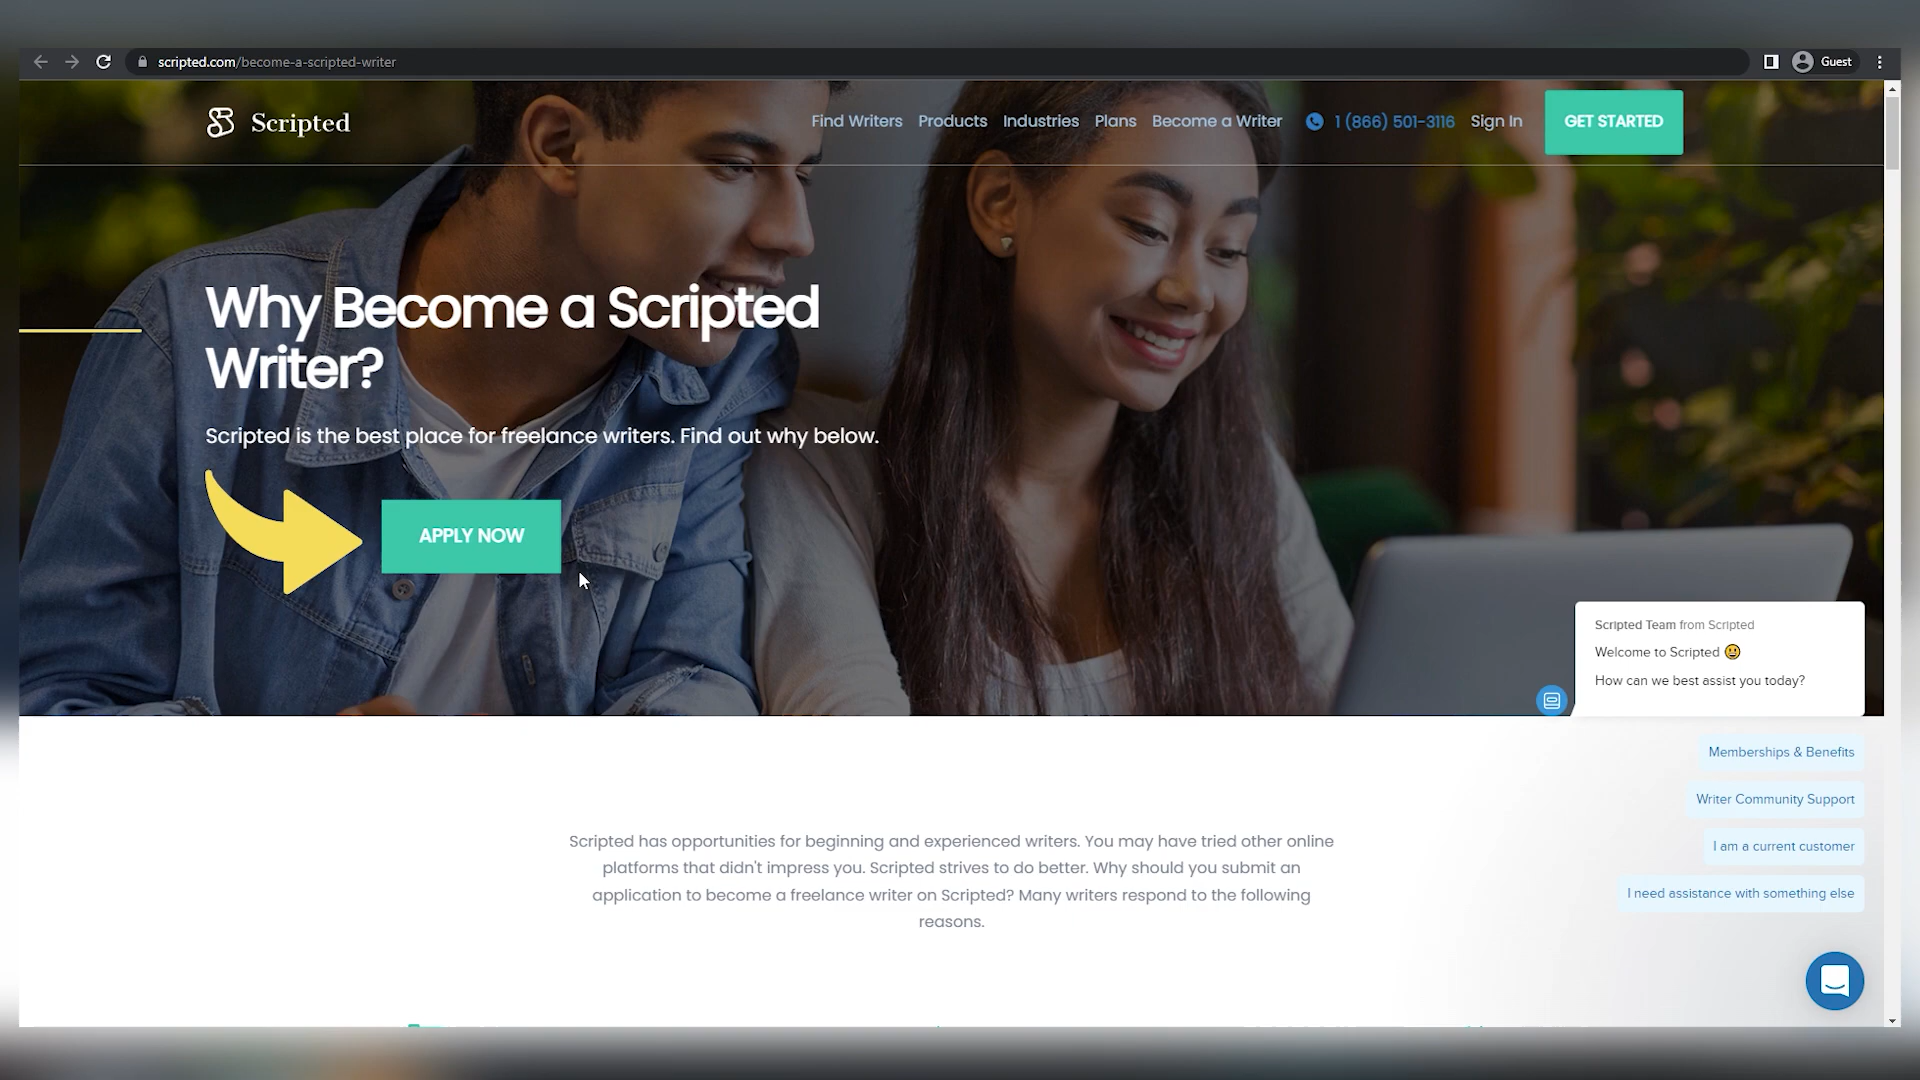 scripted.com/become-a-scripted-writer
Guest
Scripted
Find Writers
Products
Industries
Plans
Become a Writer
1 (866) 501-3116
Sign In
GET STARTED
Why Become a Scripted
Writer?
Scripted is the best place for freelance writers. Find out why below.
APPLY NOW
Scripted Team from Scripted
Welcome to Scripted
How can we best assist you today?
Memberships & Benefits
Writer Community Support
I am a current customer
I need assistance with something else
Scripted has opportunities for beginning and experienced writers. You may have tried other online
platforms that didn't impress you. Scripted strives to do better. Why should you submit an
application to become a freelance writer on Scripted? Many writers respond to the following
reasons.